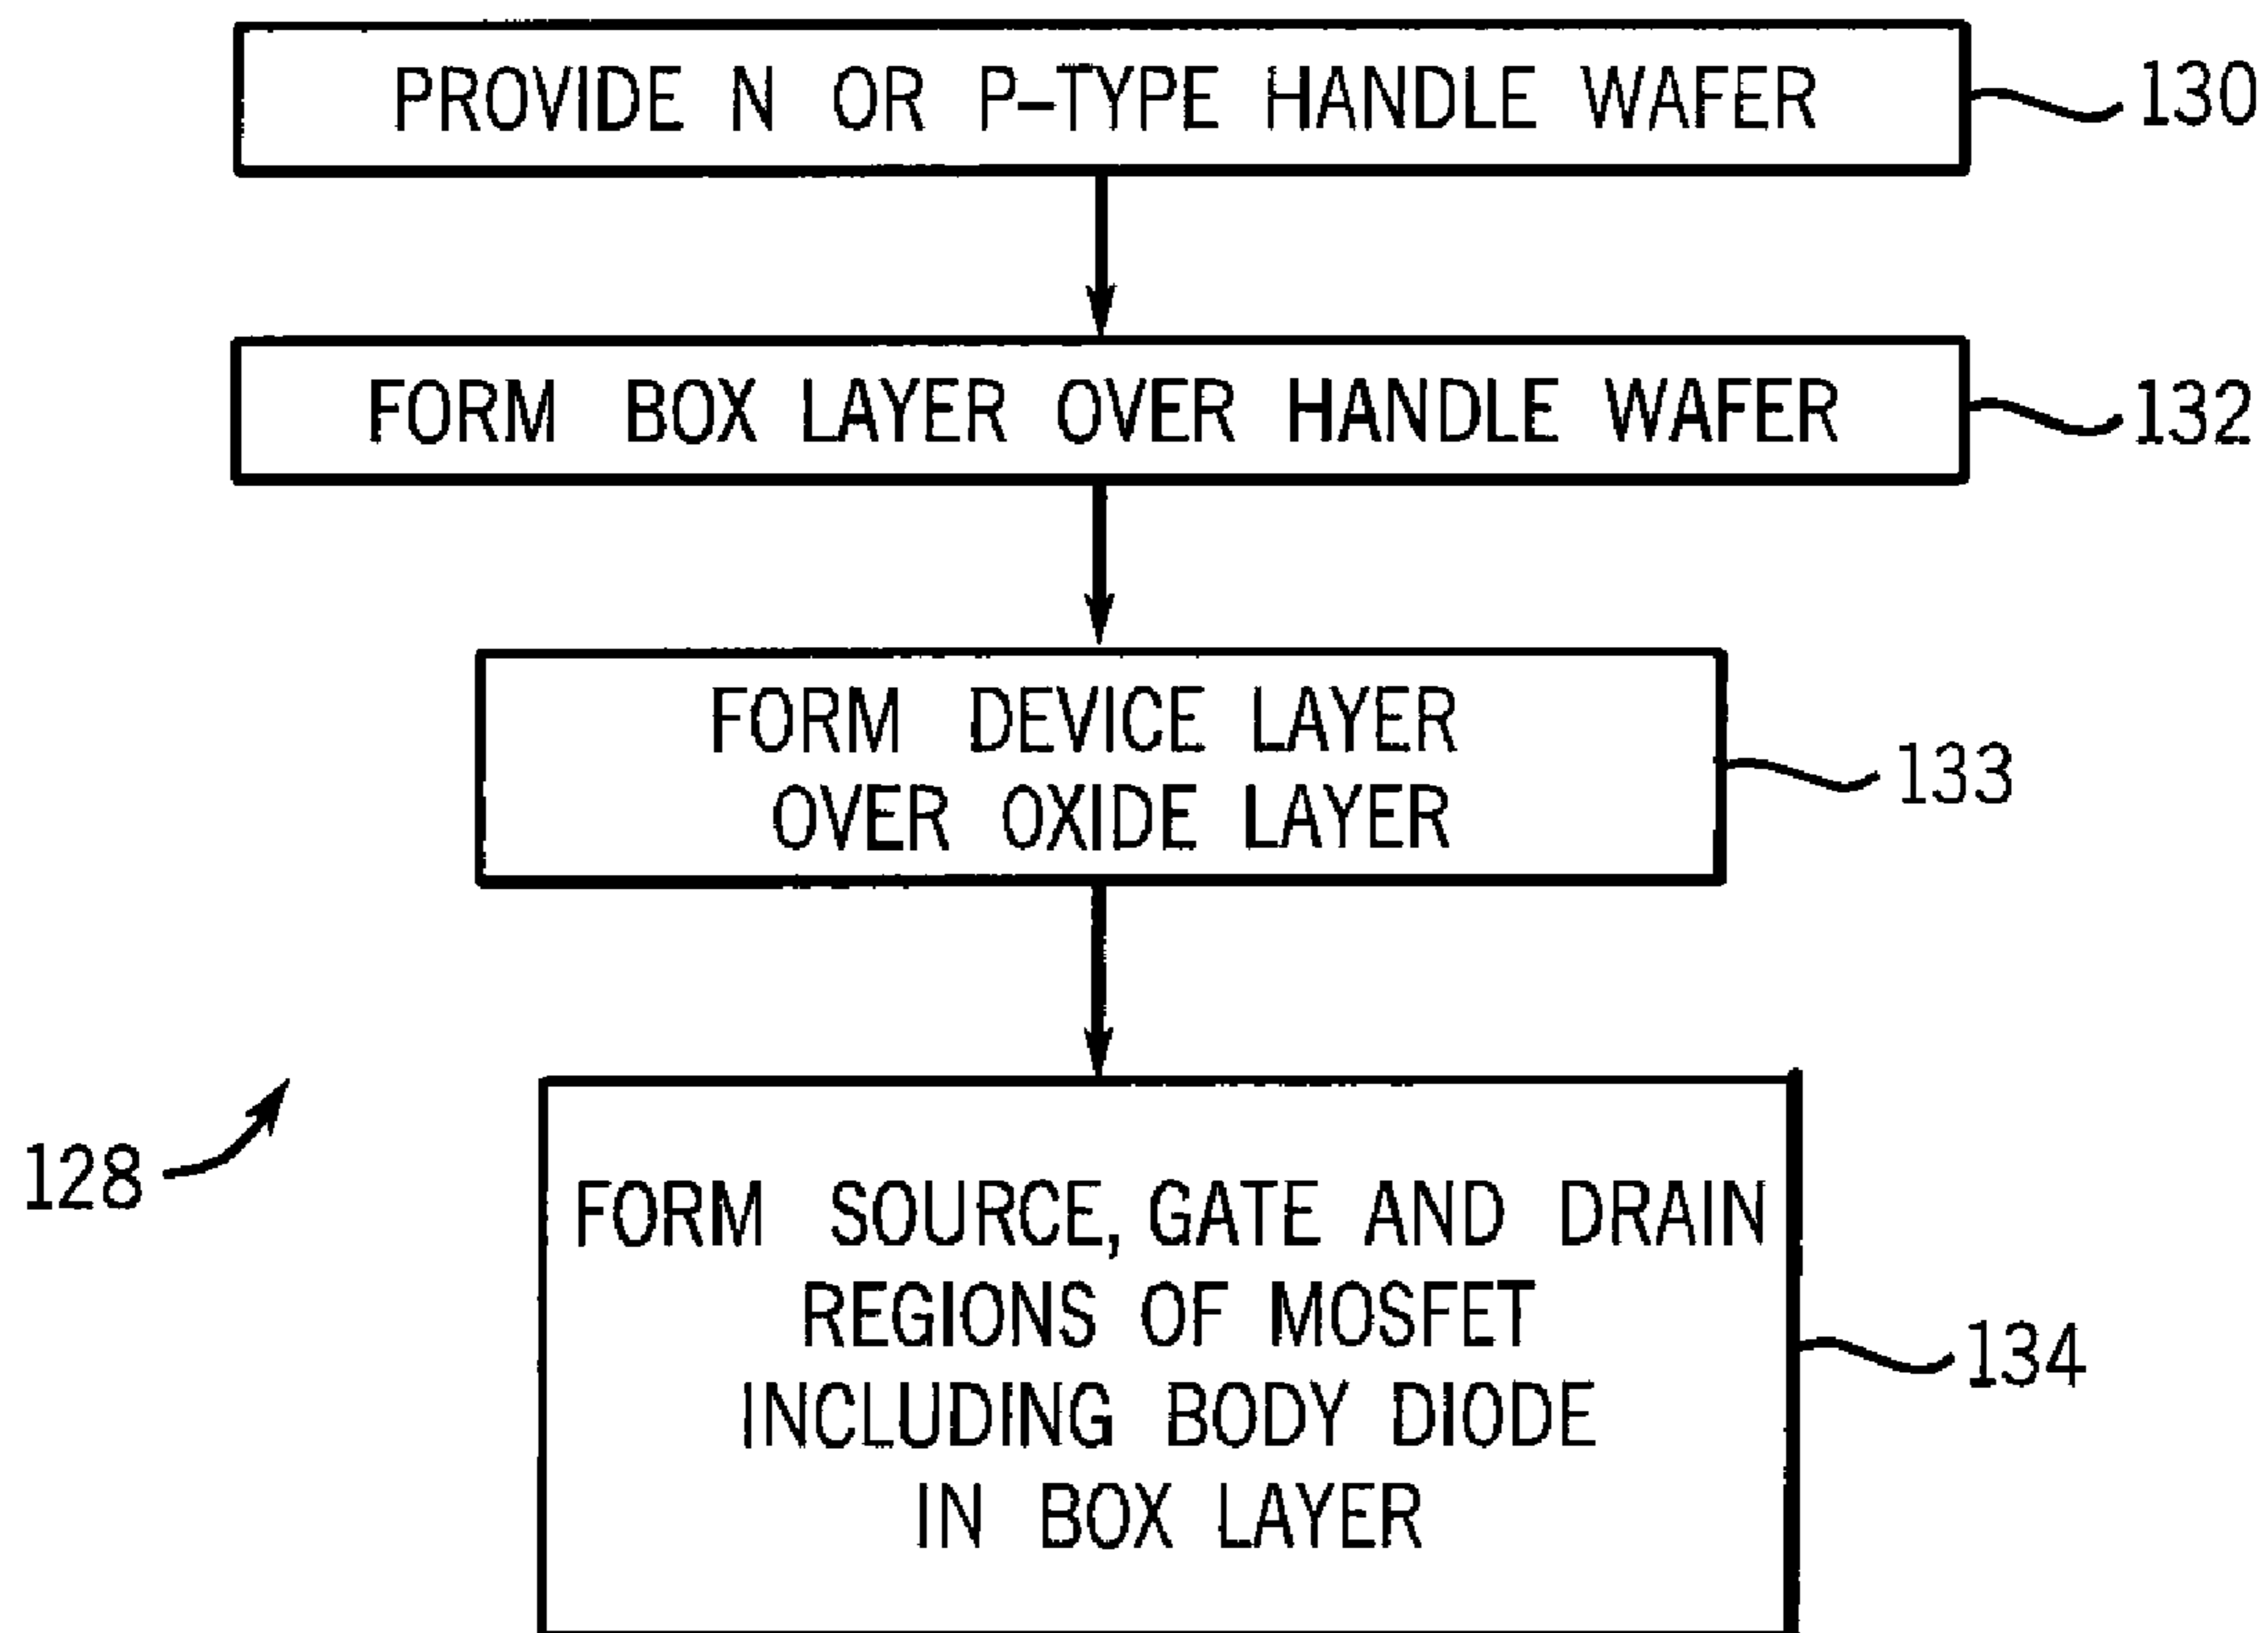 PROVIDE N OR P-TYPE HANDLE WAFER
130
FORM BOX LAYER OVER HANDLE WAFER
132
FORM DEVICE LAYER
OVER OXIDE LAYER
133
128
FORM SOURCE, GATE AND DRAIN
REGIONS OF MOSFET
INCLUDING BODY DIODE
IN BOX LAYER
134